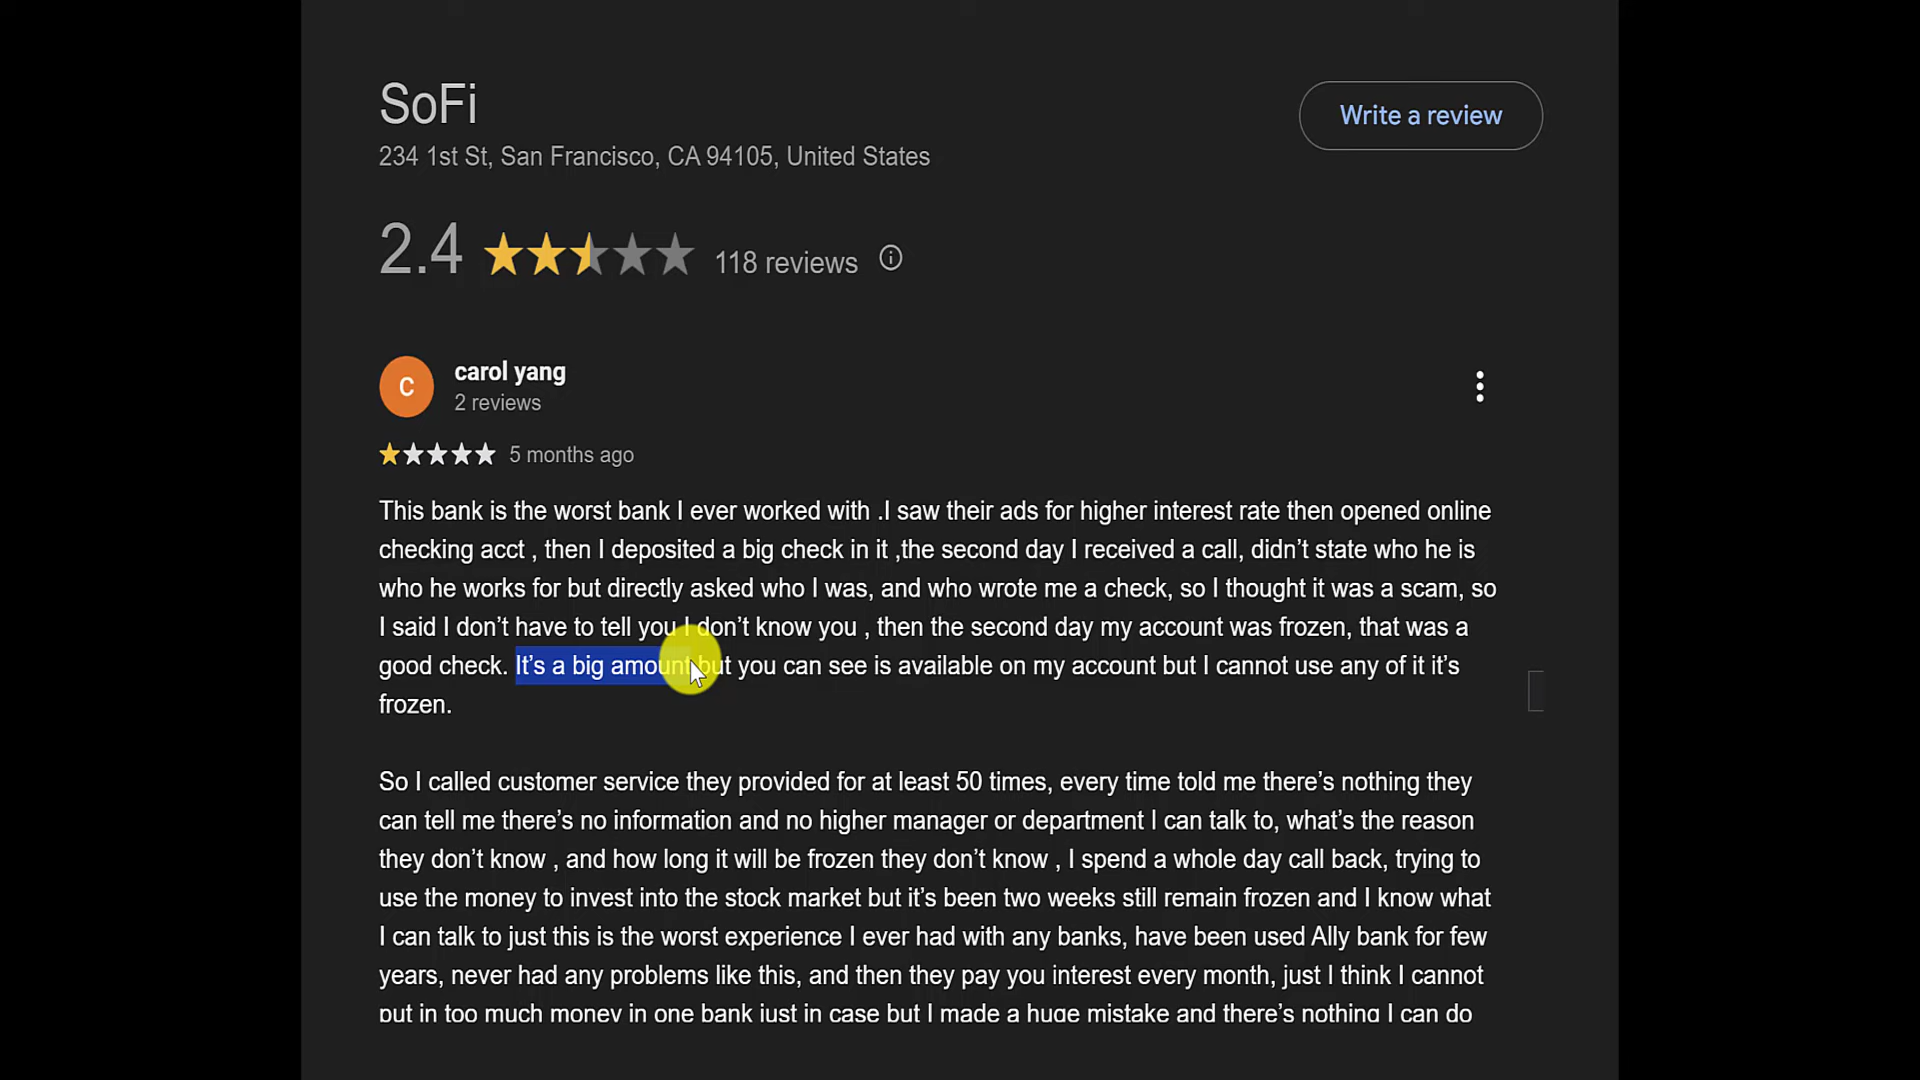 SoFi
Write a review
234 1st St, San Francisco, CA 94105, United States
2.4 118 reviews
C
carol yang
2 reviews
5 months ago
This bank is the worst bank I ever worked with .I saw their ads for higher interest rate then opened online
checking acct , then I deposited a big check in it ,the second day I received a call, didn’t state who he is
who he works for but directly asked who I was, and who wrote me a check, so I thought it was a scam, so
I said I don’t have to tell you I don’t know you , then the second day my account was frozen, that was a
good check. It’s a big amount but you can see is available on my account but I cannot use any of it it’s
frozen.
So I called customer service they provided for at least 50 times, every time told me there’s nothing they
can tell me there’s no information and no higher manager or department I can talk to, what’s the reason
they don’t know , and how long it will be frozen they don’t know , I spend a whole day call back, trying to
use the money to invest into the stock market but it’s been two weeks still remain frozen and I know what
I can talk to just this is the worst experience I ever had with any banks, have been used Ally bank for few
years, never had any problems like this, and then they pay you interest every month, just I think I cannot
put in too much money in one bank just in case but I made a huge mistake and there’s nothing I can do